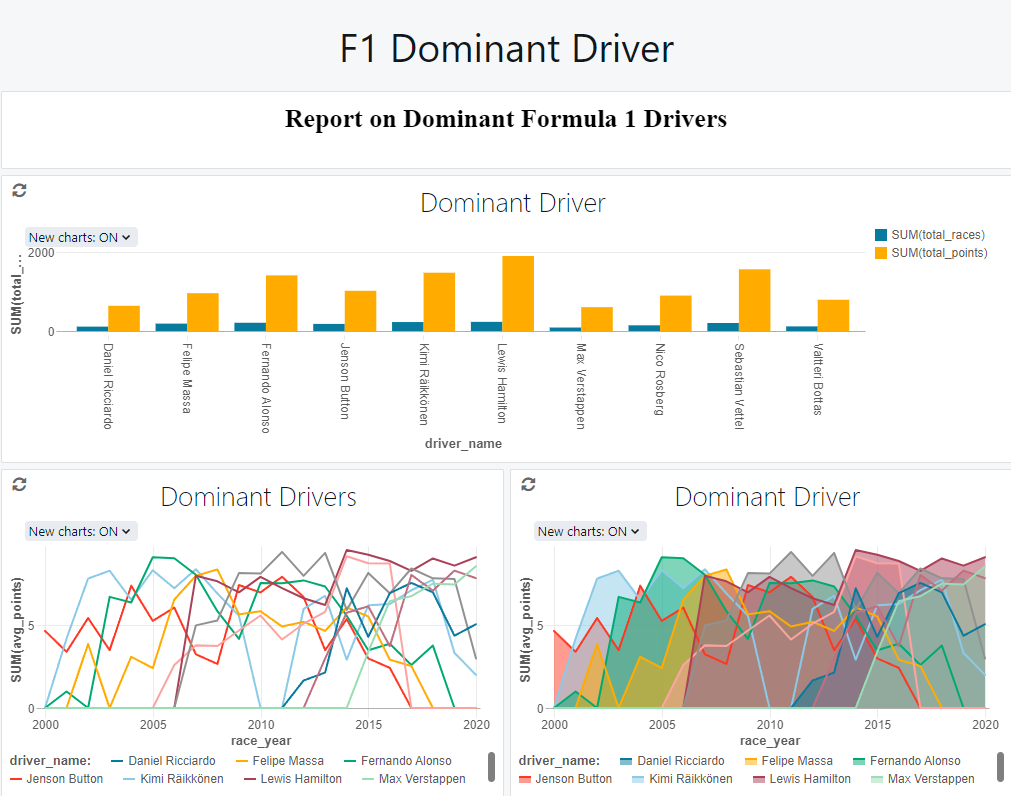 F1 Dominant Driver
Report on Dominant Formula 1 Drivers
Dominant Driver
New charts: ON
SUM(total_races)
SUM(total_points)
SUM(total_...
2000
0
Daniel Ricciardo
Felipe Massa
Fernando Alonso
Jenson Button
Kimi Räikkönen
Lewis Hamilton
Max Verstappen
Nico Rosberg
Sebastian Vettel
Valtteri Bottas
driver_name
Dominant Drivers
New charts: ON
SUM(avg_points)
5
0
2000 2005 2010 2015 2020
race_year
driver_name: Daniel Ricciardo Felipe Massa Fernando Alonso
Jenson Button Kimi Räikkönen Lewis Hamilton Max Verstappen
Dominant Driver
New charts: ON
SUM(avg_points)
5
0
2000 2005 2010 2015 2020
race_year
driver_name: Daniel Ricciardo Felipe Massa Fernando Alonso
Jenson Button Kimi Räikkönen Lewis Hamilton Max Verstappen